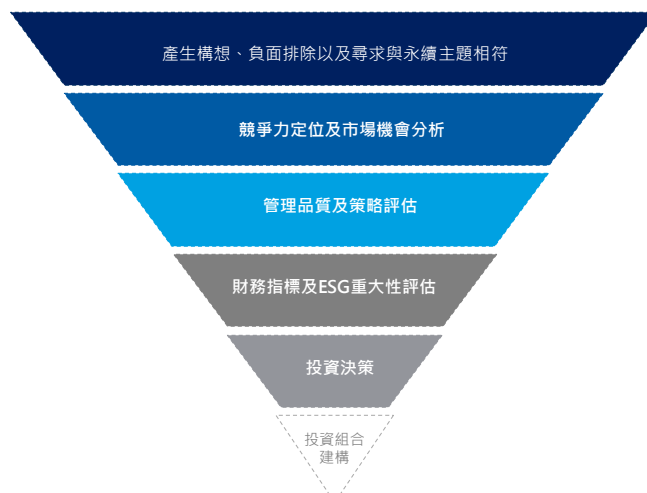 產生構想、負面排除以及尋求與永續主題相符
競爭力定位及市場機會分析
管理品質及策略評估
財務指標及ESG重大性評估
投資決策
投資組合
建構